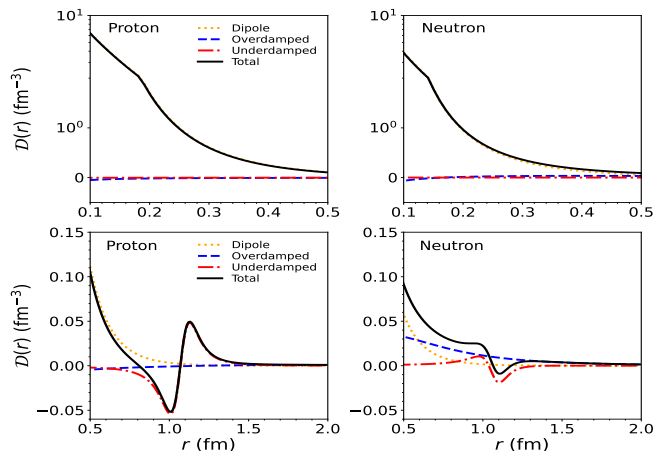 Proton
Dipole
Overdamped
Underdamped
Total
10¹
10⁰
0
0.1 0.2 0.3 0.4 0.5
𝒟(r) (fm⁻³)
Neutron
10¹
10⁰
0
0.1 0.2 0.3 0.4 0.5
Proton
Dipole
Overdamped
Underdamped
Total
0.15
0.10
0.05
0.00
−0.05
0.5 1.0 1.5 2.0
r (fm)
𝒟(r) (fm⁻³)
Neutron
Dipole
Overdamped
Underdamped
Total
0.15
0.10
0.05
0.00
−0.05
0.5 1.0 1.5 2.0
r (fm)